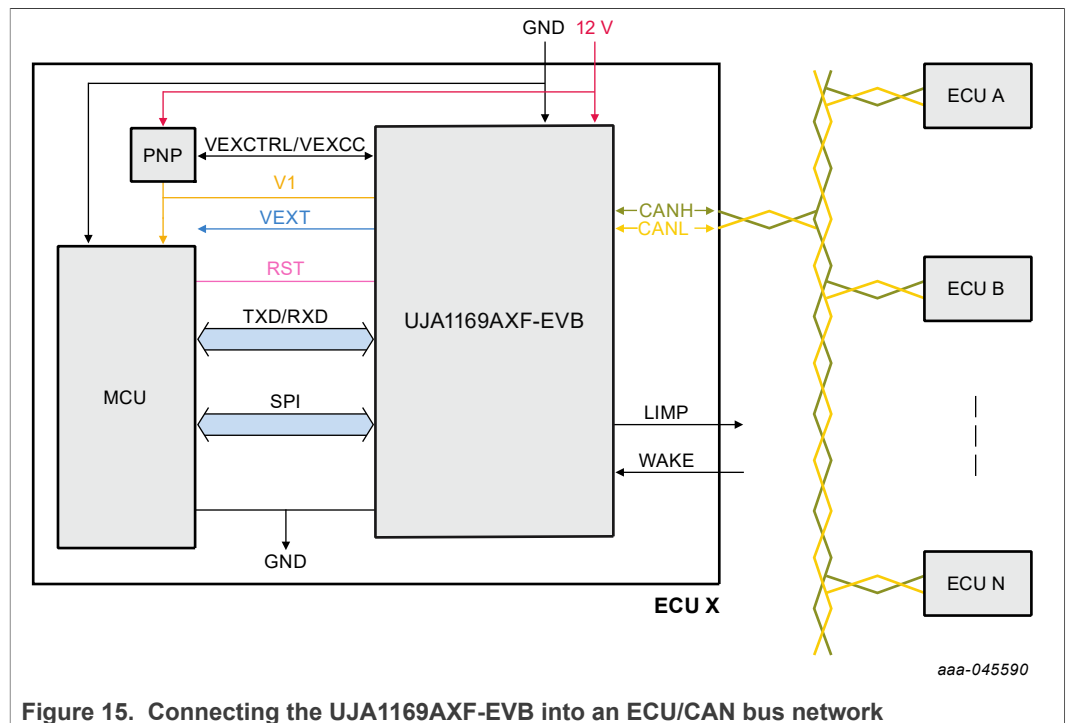 GND 12 V
ECU A
PNP
VEXCTRL/VEXCC
V1
VEXT
CANH
CANL
RST
ECU B
TXD/RXD
UJA1169AXF-EVB
MCU
SPI
LIMP
WAKE
GND
ECU N
ECU X
aaa-045590
Figure 15. Connecting the UJA1169AXF-EVB into an ECU/CAN bus network